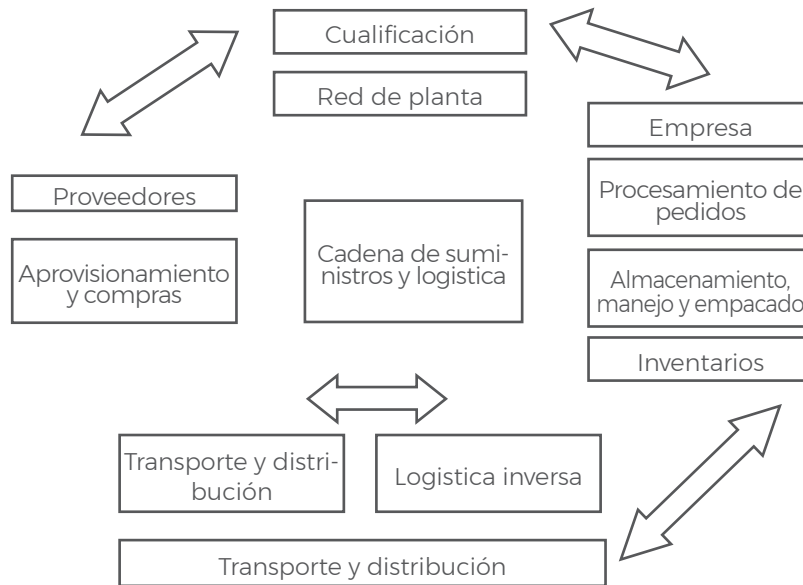 Cualificación
Red de planta
Proveedores
Aprovisionamiento
y compras
Cadena de sumi-
nistros y logistica
Empresa
Procesamiento de
pedidos
Almacenamiento,
manejo y empacado
Inventarios
Transporte y distri-
bución
Logistica inversa
Transporte y distribución